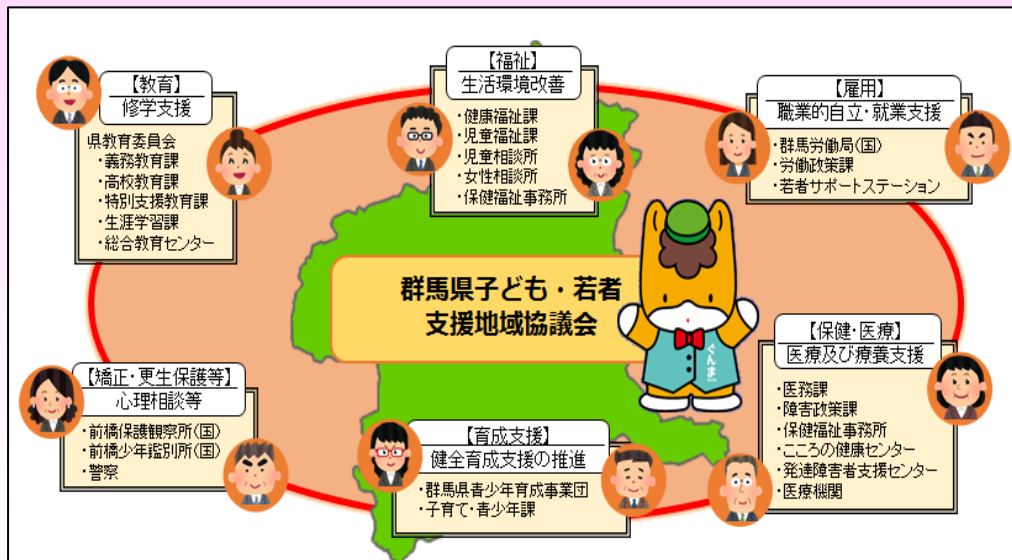 【教育】
修学支援
県教育委員会
・義務教育課
・高校教育課
・特別支援教育課
・生涯学習課
・総合教育センター
【福祉】
生活環境改善
・健康福祉課
・児童福祉課
・児童相談所
・女性相談所
・保健福祉事務所
【雇用】
職業的自立・就業支援
・群馬労働局(国)
・労働政策課
・若者サポートステーション
群馬県子ども・若者
支援地域協議会
ぐんま
【矯正・更生保護等】
心理相談等
・前橋保護観察所(国)
・前橋少年鑑別所(国)
・警察
【育成支援】
健全育成支援の推進
・群馬県青少年育成事業団
・子育て・青少年課
【保健・医療】
医療及び療養支援
・医務課
・障害政策課
・保健福祉事務所
・こころの健康センター
・発達障害者支援センター
・医療機関